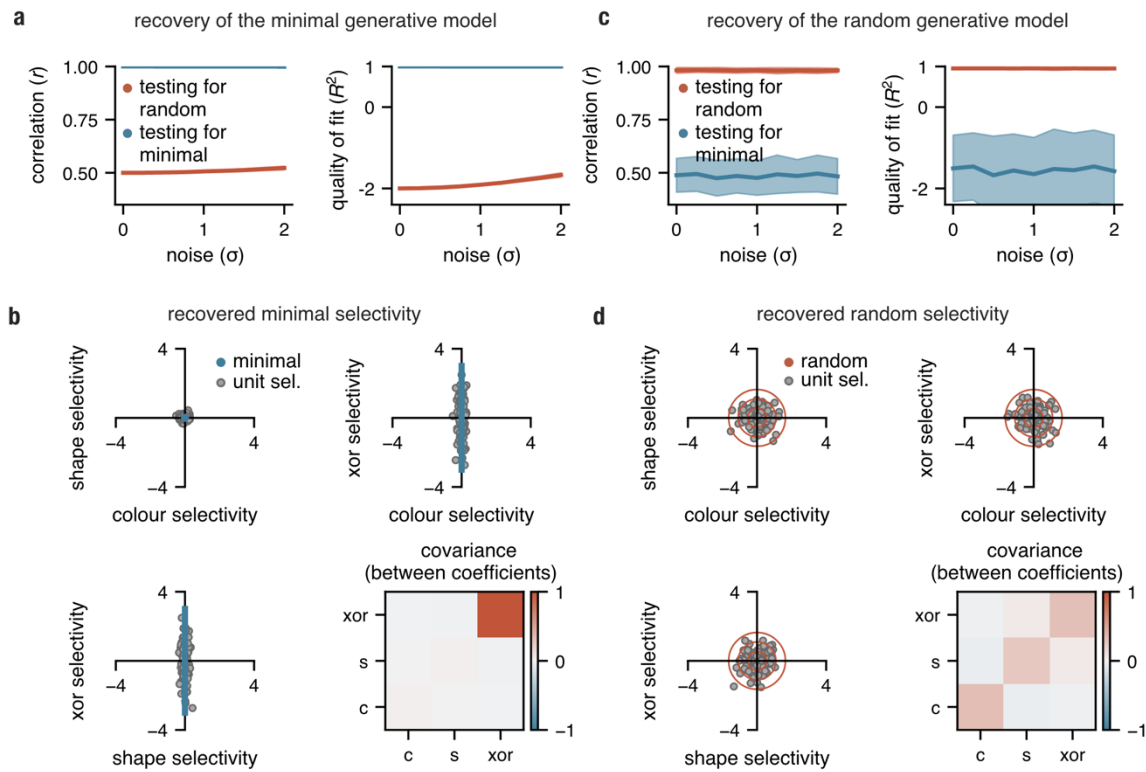 a
recovery of the minimal generative model
correlation (r)
1.00
0.75
0.50
testing for
random
testing for
minimal
0
1
2
noise (σ)
quality of fit (R²)
1
0
-2
0
1
2
noise (σ)
c
recovery of the random generative model
correlation (r)
1.00
0.75
0.50
testing for
random
testing for
minimal
0
1
2
noise (σ)
quality of fit (R²)
1
0
-2
0
1
2
noise (σ)
b
recovered minimal selectivity
shape selectivity
4
minimal
unit sel.
−4
4
−4
colour selectivity
xor selectivity
4
−4
4
−4
colour selectivity
xor selectivity
4
−4
4
−4
shape selectivity
covariance
(between coefficients)
xor
s
c
c
s
xor
1
0
−1
d
recovered random selectivity
shape selectivity
4
random
unit sel.
−4
4
−4
colour selectivity
xor selectivity
4
−4
4
−4
colour selectivity
xor selectivity
4
−4
4
−4
shape selectivity
covariance
(between coefficients)
xor
s
c
c
s
xor
1
0
−1